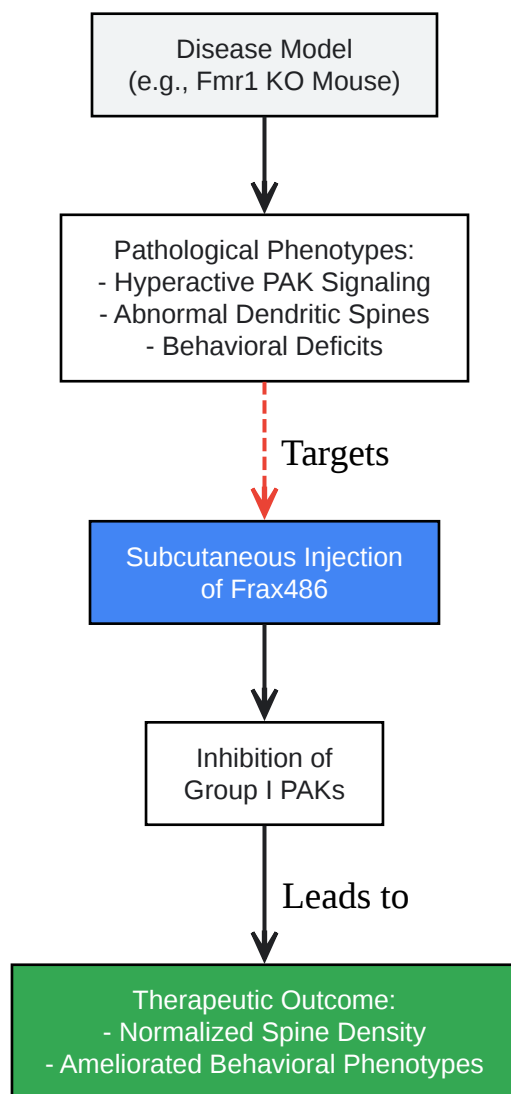 Disease Model
(e.g., Fmr1 KO Mouse)
Pathological Phenotypes:
- Hyperactive PAK Signaling
- Abnormal Dendritic Spines
- Behavioral Deficits
Targets
Subcutaneous Injection
of Frax486
Inhibition of
Group I PAKs
Leads to
Therapeutic Outcome:
- Normalized Spine Density
- Ameliorated Behavioral Phenotypes